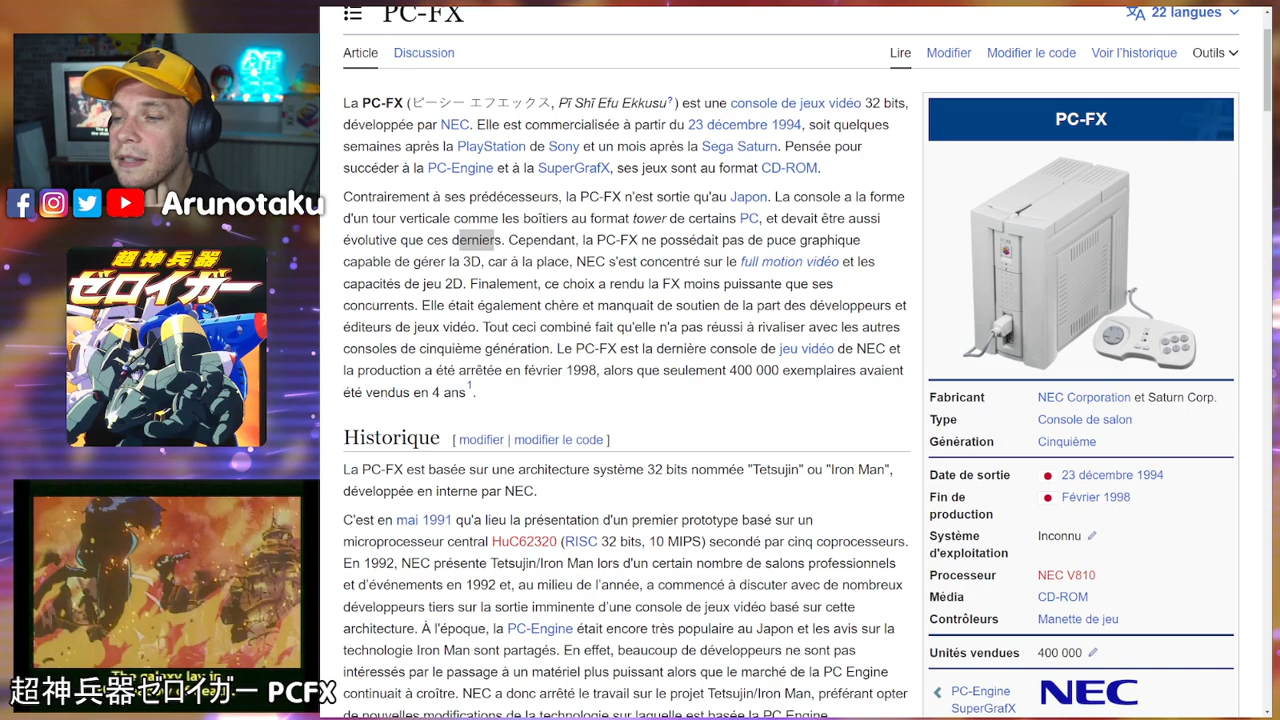 PC-FX
22 langues
Article Discussion
Lire Modifier Modifier le code Voir l’historique Outils
La PC-FX (ピーシー エフエックス, Pī Shī Efu Ekkusu?) est une console de jeux vidéo 32 bits,
développée par NEC. Elle est commercialisée à partir du 23 décembre 1994, soit quelques
semaines après la PlayStation de Sony et un mois après la Sega Saturn. Pensée pour
succéder à la PC-Engine et à la SuperGrafX, ses jeux sont au format CD-ROM.
Contrairement à ses prédécesseurs, la PC-FX n'est sortie qu'au Japon. La console a la forme
d'un tour verticale comme les boîtiers au format tower de certains PC, et devait être aussi
évolutive que ces derniers. Cependant, la PC-FX ne possédait pas de puce graphique
capable de gérer la 3D, car à la place, NEC s'est concentré sur le full motion vidéo et les
capacités de jeu 2D. Finalement, ce choix a rendu la FX moins puissante que ses
concurrents. Elle était également chère et manquait de soutien de la part des développeurs et
éditeurs de jeux vidéo. Tout ceci combiné fait qu'elle n'a pas réussi à rivaliser avec les autres
consoles de cinquième génération. Le PC-FX est la dernière console de jeu vidéo de NEC et
la production a été arrêtée en février 1998, alors que seulement 400 000 exemplaires avaient
été vendus en 4 ans1.
Historique [ modifier | modifier le code ]
La PC-FX est basée sur une architecture système 32 bits nommée "Tetsujin" ou "Iron Man",
développée en interne par NEC.
C'est en mai 1991 qu'a lieu la présentation d'un premier prototype basé sur un
microprocesseur central HuC62320 (RISC 32 bits, 10 MIPS) secondé par cinq coprocesseurs.
En 1992, NEC présente Tetsujin/Iron Man lors d'un certain nombre de salons professionnels
et d’événements en 1992 et, au milieu de l’année, a commencé à discuter avec de nombreux
développeurs tiers sur la sortie imminente d’une console de jeux vidéo basé sur cette
architecture. À l'époque, la PC-Engine était encore très populaire au Japon et les avis sur la
technologie Iron Man sont partagés. En effet, beaucoup de développeurs ne sont pas
intéressés par le passage à un matériel plus puissant alors que le marché de la PC Engine
continuait à croître. NEC a donc arrêté le travail sur le projet Tetsujin/Iron Man, préférant opter
de nouvelles modifications de la technologie sur laquelle est basée la PC Engine.
PC-FX
Fabricant NEC Corporation et Saturn Corp.
Type Console de salon
Génération Cinquième
Date de sortie 23 décembre 1994
Fin de production Février 1998
Système d'exploitation Inconnu
Processeur NEC V810
Média CD-ROM
Contrôleurs Manette de jeu
Unités vendues 400 000
PC-Engine
SuperGrafX
NEC
Arunotaku
超神兵器
ゼロイガー
The galaxy lay in
超神兵器ゼロイガー PCFX